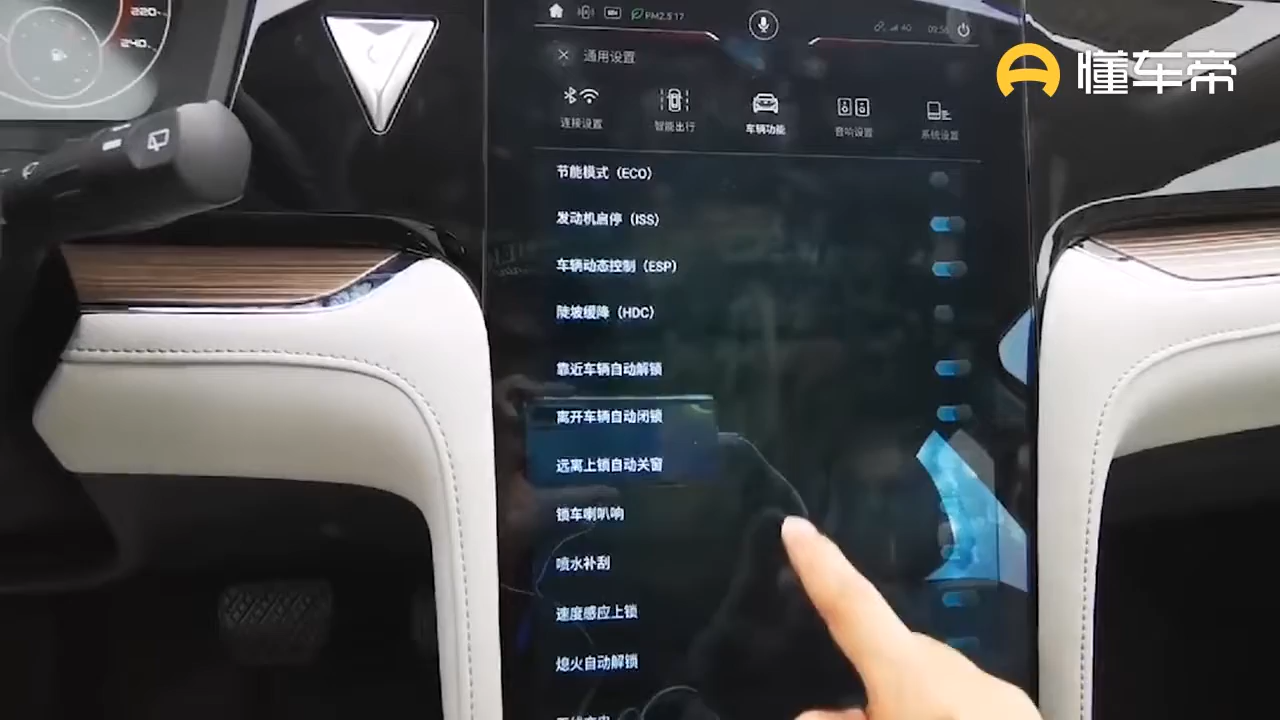 220
240
PM2.5 17
4G
09:56
懂车帝
通用设置
连接设置
智能出行
车辆功能
音响设置
系统设置
节能模式（ECO）
发动机启停（ISS）
车辆动态控制（ESP）
陡坡缓降（HDC）
靠近车辆自动解锁
离开车辆自动闭锁
远离上锁自动关窗
锁车喇叭响
喷水补刮
速度感应上锁
熄火自动解锁